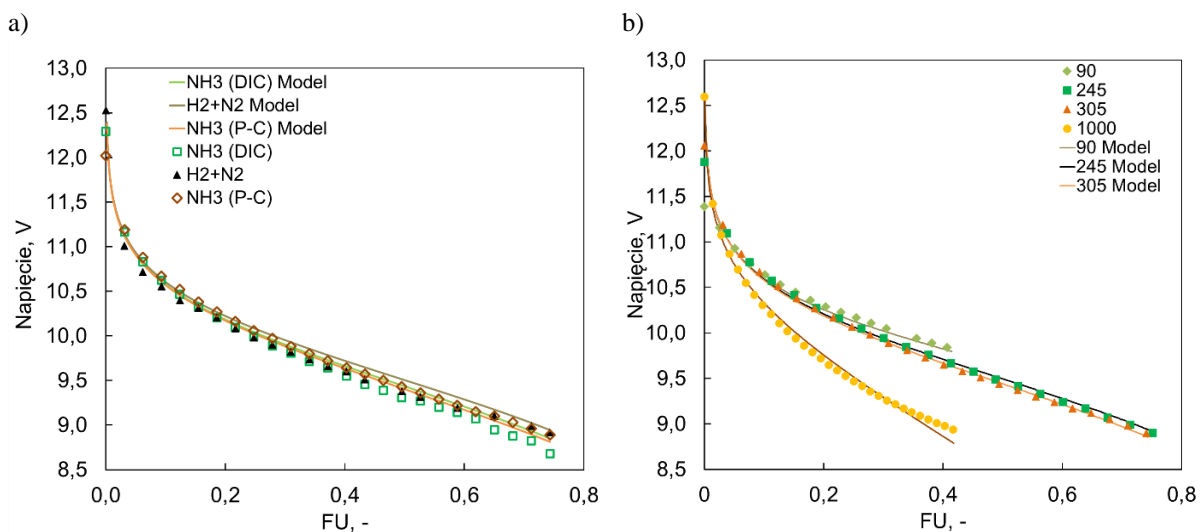 a)
13,0
12,5
12,0
11,5
11,0
10,5
10,0
9,5
9,0
8,5
Napięcie, V
NH3 (DIC) Model
H2+N2 Model
NH3 (P-C) Model
NH3 (DIC)
H2+N2
NH3 (P-C)
0,0 0,2 0,4 0,6 0,8
FU, -
b)
13,0
12,5
12,0
11,5
11,0
10,5
10,0
9,5
9,0
8,5
Napięcie, V
90
245
305
1000
90 Model
245 Model
305 Model
0 0,2 0,4 0,6 0,8
FU, -